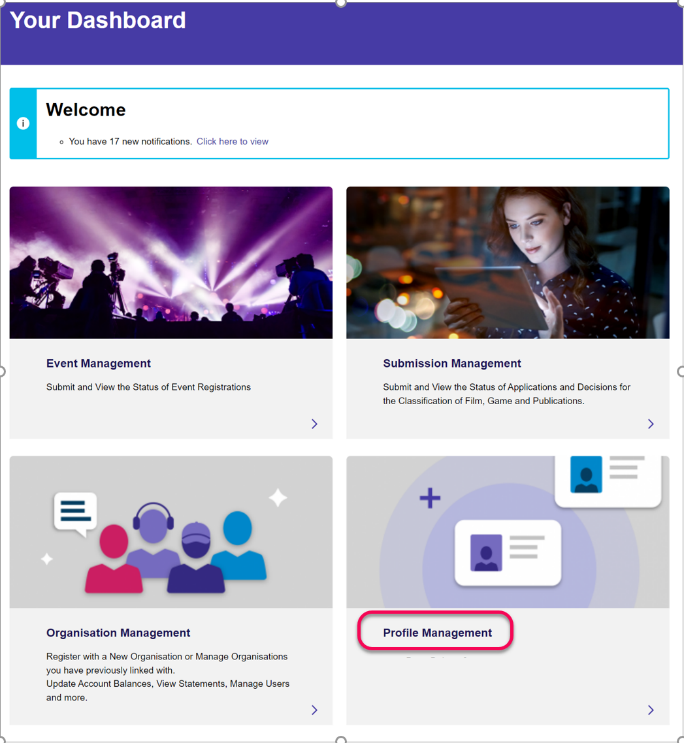 Your Dashboard
Welcome
You have 17 new notifications. Click here to view
Event Management
Submit and View the Status of Event Registrations
Submission Management
Submit and View the Status of Applications and Decisions for
the Classification of Film, Game and Publications.
Organisation Management
Register with a New Organisation or Manage Organisations
you have previously linked with.
Update Account Balances, View Statements, Manage Users
and more.
Profile Management